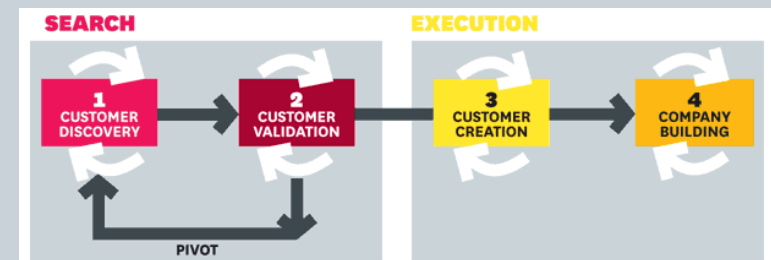 SEARCH
EXECUTION
1
CUSTOMER
DISCOVERY
2
CUSTOMER
VALIDATION
3
CUSTOMER
CREATION
4
COMPANY
BUILDING
PIVOT